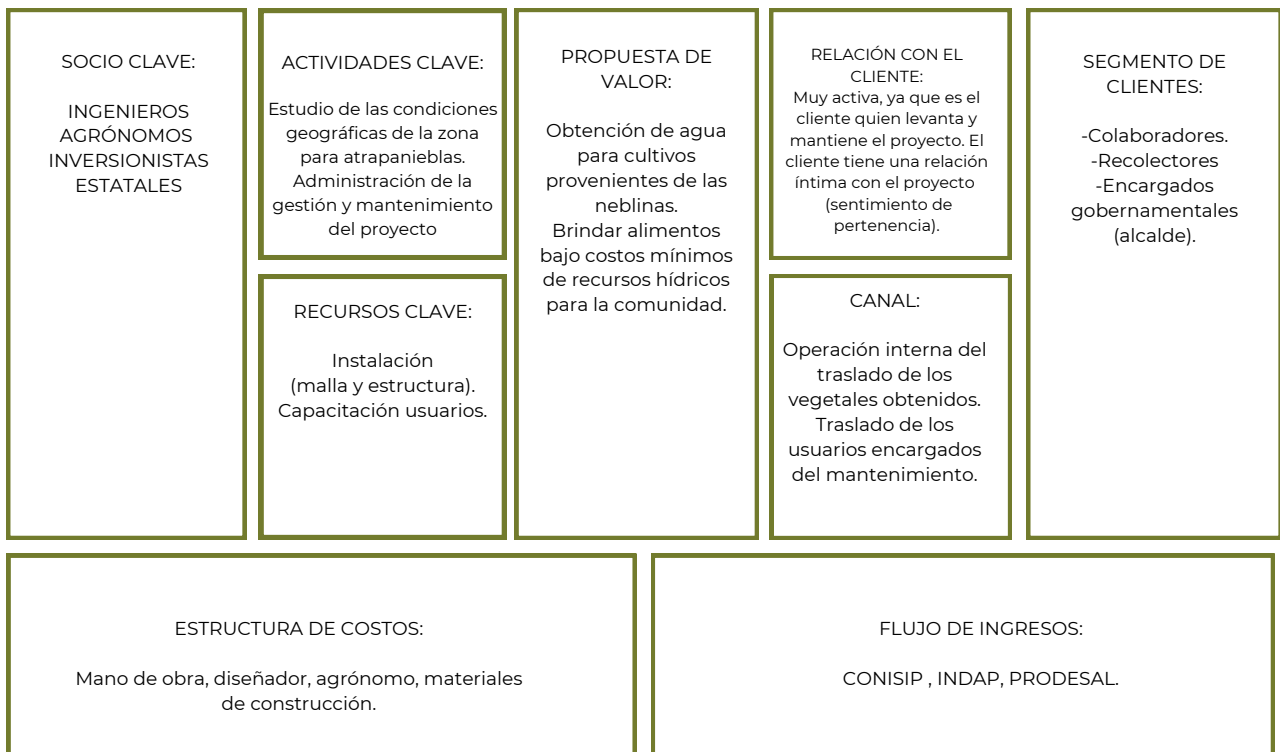 SOCIO CLAVE:
INGENIEROS
AGRÓNOMOS
INVERSIONISTAS
ESTATALES
ACTIVIDADES CLAVE:
Estudio de las condiciones
geográficas de la zona
para atrapanieblas.
Administración de la
gestión y mantenimiento
del proyecto
RECURSOS CLAVE:
Instalación
(malla y estructura).
Capacitación usuarios.
PROPUESTA DE
VALOR:
Obtención de agua
para cultivos
provenientes de las
neblinas.
Brindar alimentos
bajo costos mínimos
de recursos hídricos
para la comunidad.
RELACIÓN CON EL
CLIENTE:
Muy activa, ya que es el
cliente quien levanta y
mantiene el proyecto. El
cliente tiene una relación
íntima con el proyecto
(sentimiento de
pertenencia).
CANAL:
Operación interna del
traslado de los
vegetales obtenidos.
Traslado de los
usuarios encargados
del mantenimiento.
SEGMENTO DE
CLIENTES:
-Colaboradores.
-Recolectores
-Encargados
gobernamentales
(alcalde).
ESTRUCTURA DE COSTOS:
Mano de obra, diseñador, agrónomo, materiales
de construcción.
FLUJO DE INGRESOS:
CONISIP , INDAP, PRODESAL.